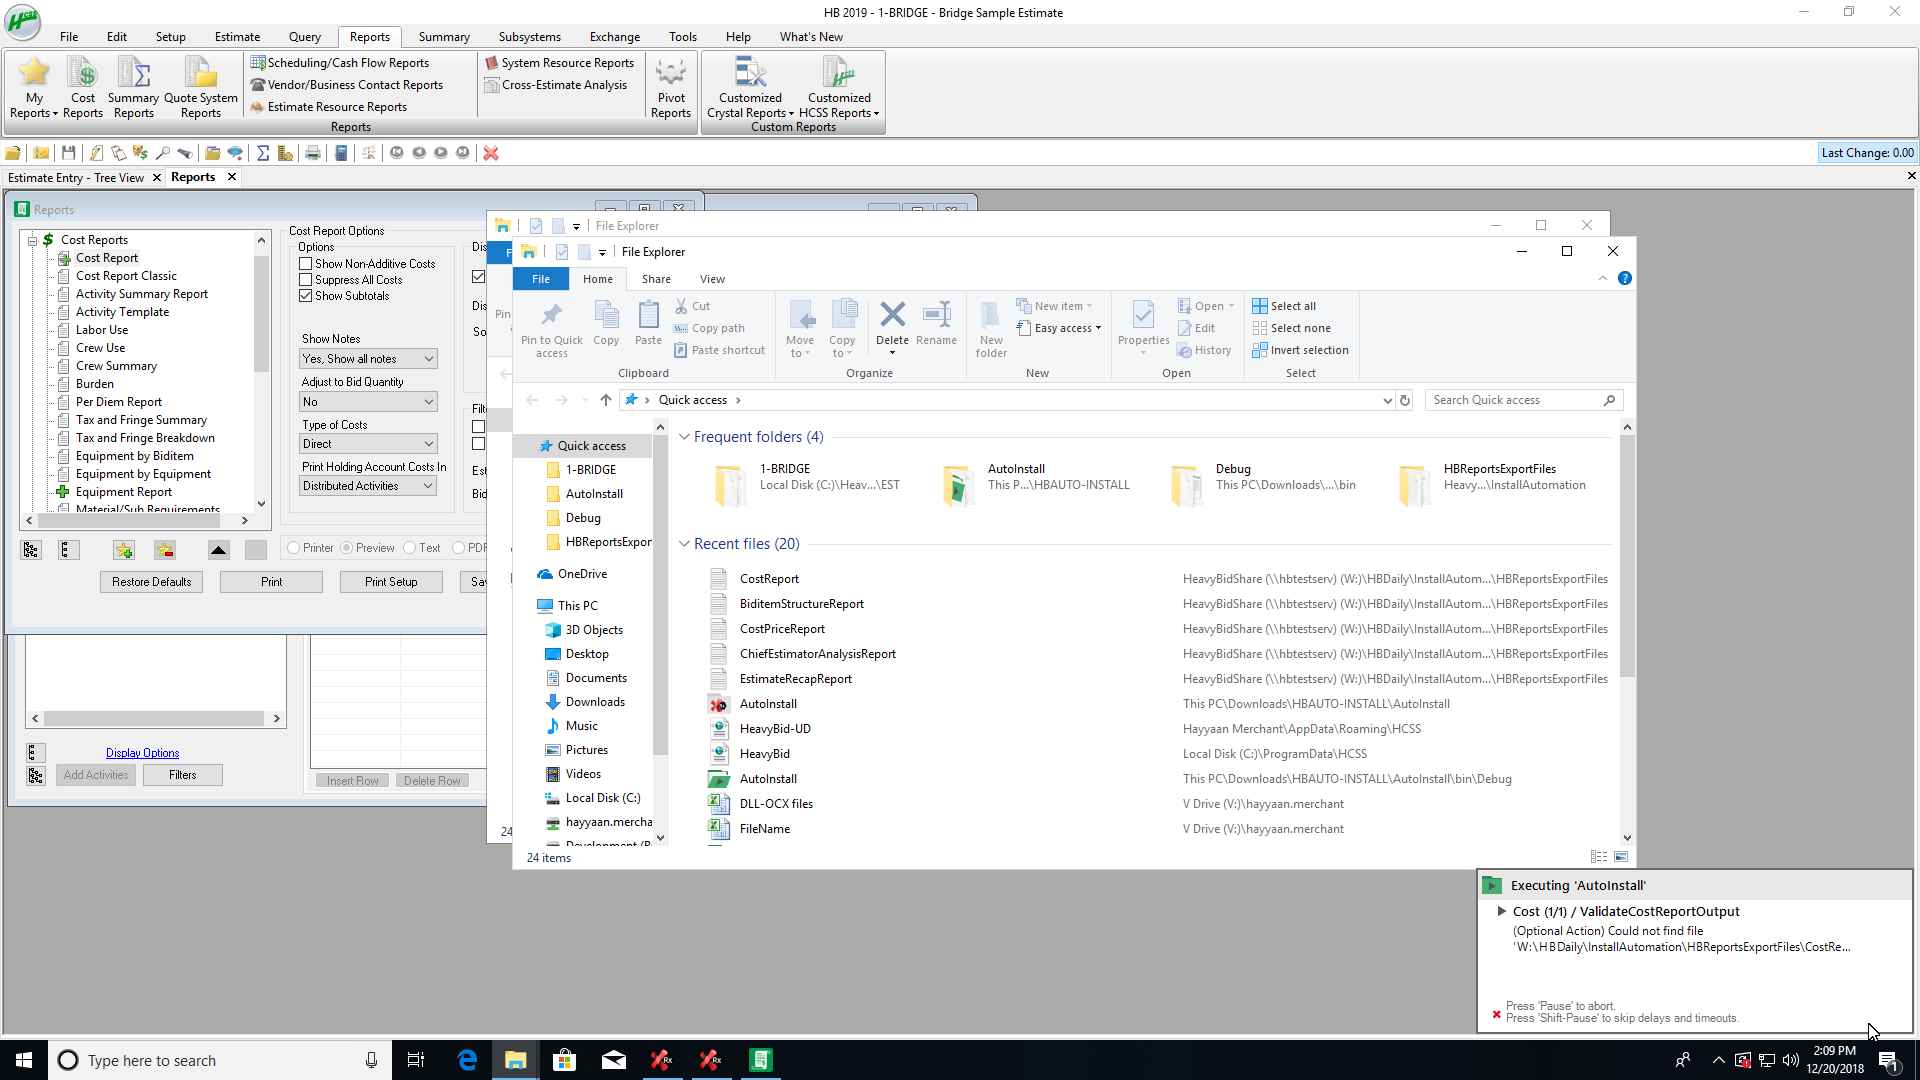 HB 2019 - 1-BRIDGE - Bridge Sample Estimate
File Edit Setup Estimate Query Reports Summary Subsystems Exchange Tools Help What's New
My Reports
Cost Reports
Summary Reports
Quote System Reports
Scheduling/Cash Flow Reports
Vendor/Business Contact Reports
Estimate Resource Reports
System Resource Reports
Cross-Estimate Analysis
Pivot Reports
Customized Crystal Reports
Customized HCSS Reports
Reports
Custom Reports
Last Change: 0.00
Estimate Entry - Tree View
Reports
Reports
Cost Reports
Cost Report
Cost Report Classic
Activity Summary Report
Activity Template
Labor Use
Crew Use
Crew Summary
Burden
Per Diem Report
Tax and Fringe Summary
Tax and Fringe Breakdown
Equipment by Biditem
Equipment by Equipment
Equipment Report
Material/Sub Requirements
Cost Report Options
Options
Show Non-Additive Costs
Suppress All Costs
Show Subtotals
Show Notes
Yes, Show all notes
Adjust to Bid Quantity
No
Type of Costs
Direct
Print Holding Account Costs In
Distributed Activities
Dis
Dis
So
Filt
Est
Bid
Printer Preview Text PDF
Restore Defaults Print Print Setup Sav
Display Options
Add Activities Filters
Insert Row Delete Row
File Explorer
F
Pin
24
File Explorer
File Home Share View
Pin to Quick access
Copy
Paste
Cut
Copy path
Paste shortcut
Clipboard
Move to
Copy to
Delete
Rename
Organize
New folder
New item
Easy access
New
Properties
Open
Edit
History
Open
Select all
Select none
Invert selection
Select
Quick access
Search Quick access
Quick access
1-BRIDGE
AutoInstall
Debug
HBReportsExpor
OneDrive
This PC
3D Objects
Desktop
Documents
Downloads
Music
Pictures
Videos
Local Disk (C:)
hayyaan.mercha
Frequent folders (4)
1-BRIDGE
Local Disk (C:)\Heav...\EST
AutoInstall
This P...\HBAUTO-INSTALL
Debug
This PC\Downloads\...\bin
HBReportsExportFiles
Heavy...\InstallAutomation
Recent files (20)
CostReport HeavyBidShare (\\hbtestserv) (W:)\HBDaily\InstallAutom...\HBReportsExportFiles
BiditemStructureReport HeavyBidShare (\\hbtestserv) (W:)\HBDaily\InstallAutom...\HBReportsExportFiles
CostPriceReport HeavyBidShare (\\hbtestserv) (W:)\HBDaily\InstallAutom...\HBReportsExportFiles
ChiefEstimatorAnalysisReport HeavyBidShare (\\hbtestserv) (W:)\HBDaily\InstallAutom...\HBReportsExportFiles
EstimateRecapReport HeavyBidShare (\\hbtestserv) (W:)\HBDaily\InstallAutom...\HBReportsExportFiles
AutoInstall This PC\Downloads\HBAUTO-INSTALL\AutoInstall
HeavyBid-UD Hayyaan Merchant\AppData\Roaming\HCSS
HeavyBid Local Disk (C:)\ProgramData\HCSS
AutoInstall This PC\Downloads\HBAUTO-INSTALL\AutoInstall\bin\Debug
DLL-OCX files V Drive (V:)\hayyaan.merchant
FileName V Drive (V:)\hayyaan.merchant
24 items
Executing 'AutoInstall'
Cost (1/1) / ValidateCostReportOutput
(Optional Action) Could not find file
'W:\HBDaily\InstallAutomation\HBReportsExportFiles\CostRe...
Press 'Pause' to abort.
Press 'Shift-Pause' to skip delays and timeouts.
Type here to search
2:09 PM
12/20/2018
1